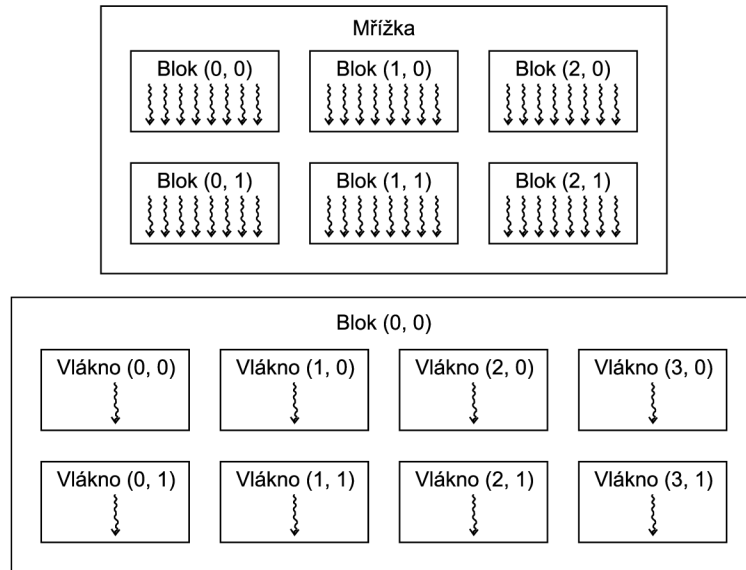 Mřížka
Blok (0, 0) Blok (1, 0) Blok (2, 0)
Blok (0, 1) Blok (1, 1) Blok (2, 1)
Blok (0, 0)
Vlákno (0, 0) Vlákno (1, 0) Vlákno (2, 0) Vlákno (3, 0)
Vlákno (0, 1) Vlákno (1, 1) Vlákno (2, 1) Vlákno (3, 1)